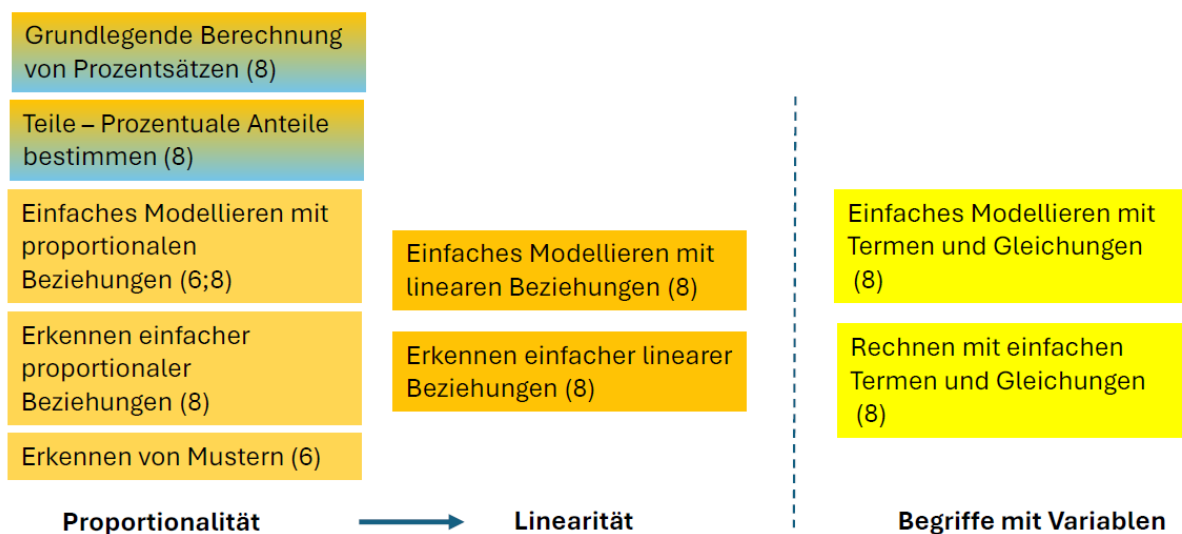 Grundlegende Berechnung
von Prozentsätzen (8)
Teile – Prozentuale Anteile
bestimmen (8)
Einfaches Modellieren mit
proportionalen
Beziehungen (6;8)
Erkennen einfacher
proportionaler
Beziehungen (8)
Erkennen von Mustern (6)
Proportionalität
Einfaches Modellieren mit
linearen Beziehungen (8)
Erkennen einfacher linearer
Beziehungen (8)
Linearität
Einfaches Modellieren mit
Termen und Gleichungen
(8)
Rechnen mit einfachen
Termen und Gleichungen
(8)
Begriffe mit Variablen